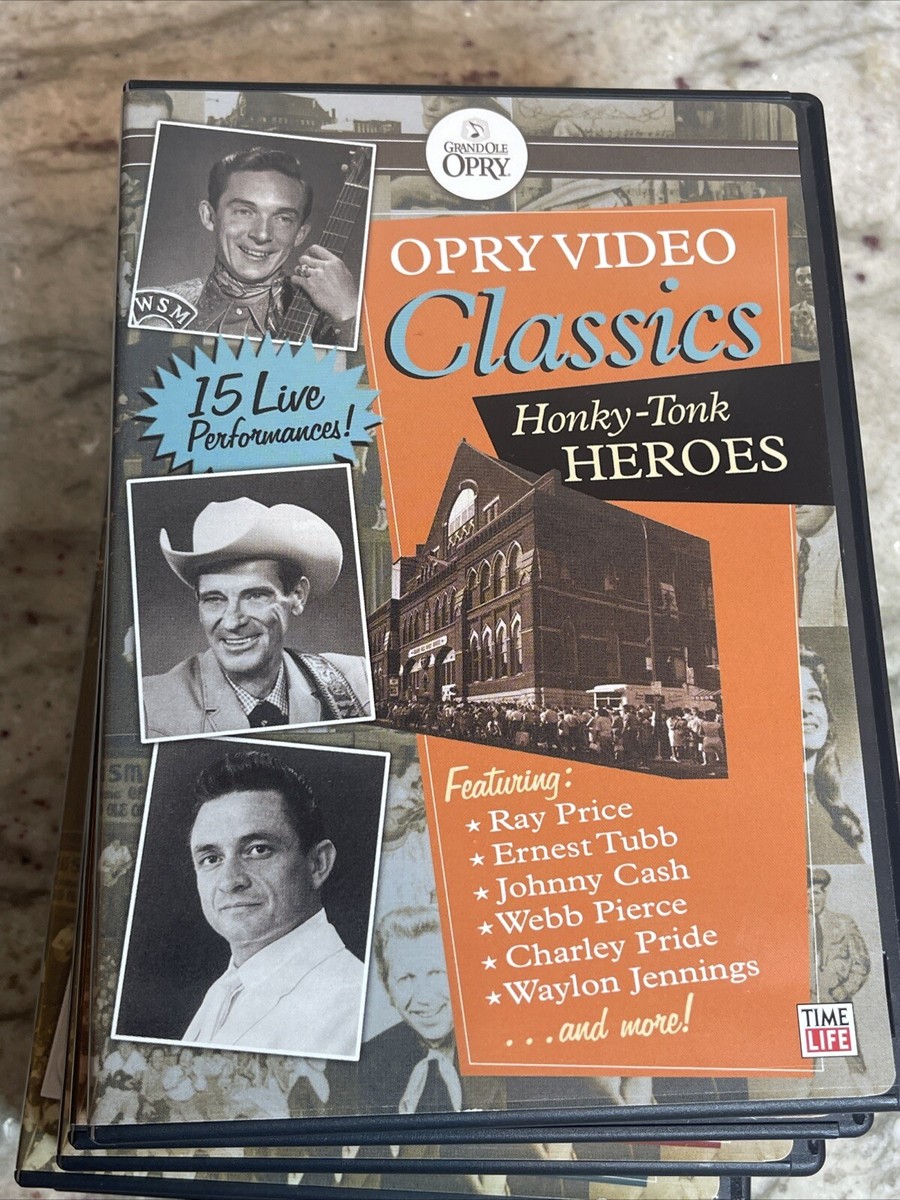 GRAND OLE
OPRY
OPRY VIDEO
Classics
Honky-Tonk
HEROES
WSM
15 Live
Performances!
Featuring:
★ Ray Price
★ Ernest Tubb
★ Johnny Cash
★ Webb Pierce
★ Charley Pride
★ Waylon Jennings
...and more!
TIME
LIFE